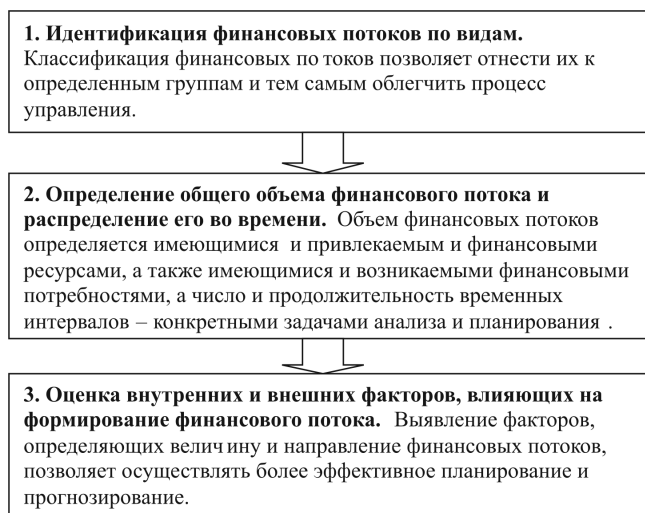 1. Идентификация финансовых потоков по видам.
Классификация финансовых по токов позволяет отнести их к
определенным группам и тем самым облегчить процесс
управления.
2. Определение общего объема финансового потока и
распределение его во времени. Объем финансовых потоков
определяется имеющимися и привлекаемым и финансовыми
ресурсами, а также имеющимися и возникаемыми финансовыми
потребностями, а число и продолжительность временных
интервалов – конкретными задачами анализа и планирования .
3. Оценка внутренних и внешних факторов, влияющих на
формирование финансового потока. Выявление факторов,
определяющих велич ину и направление финансовых потоков,
позволяет осуществлять более эффективное планирование и
прогнозирование.